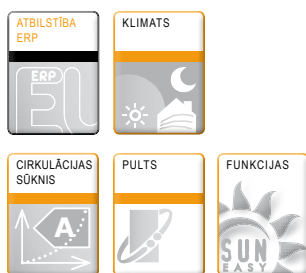 ATBILSTĪBA
ERP
KLIMATS
ERP
CIRKULĀCIJAS
SŪKNIS
PULTS
FUNKCIJAS
A
SUN
EASY